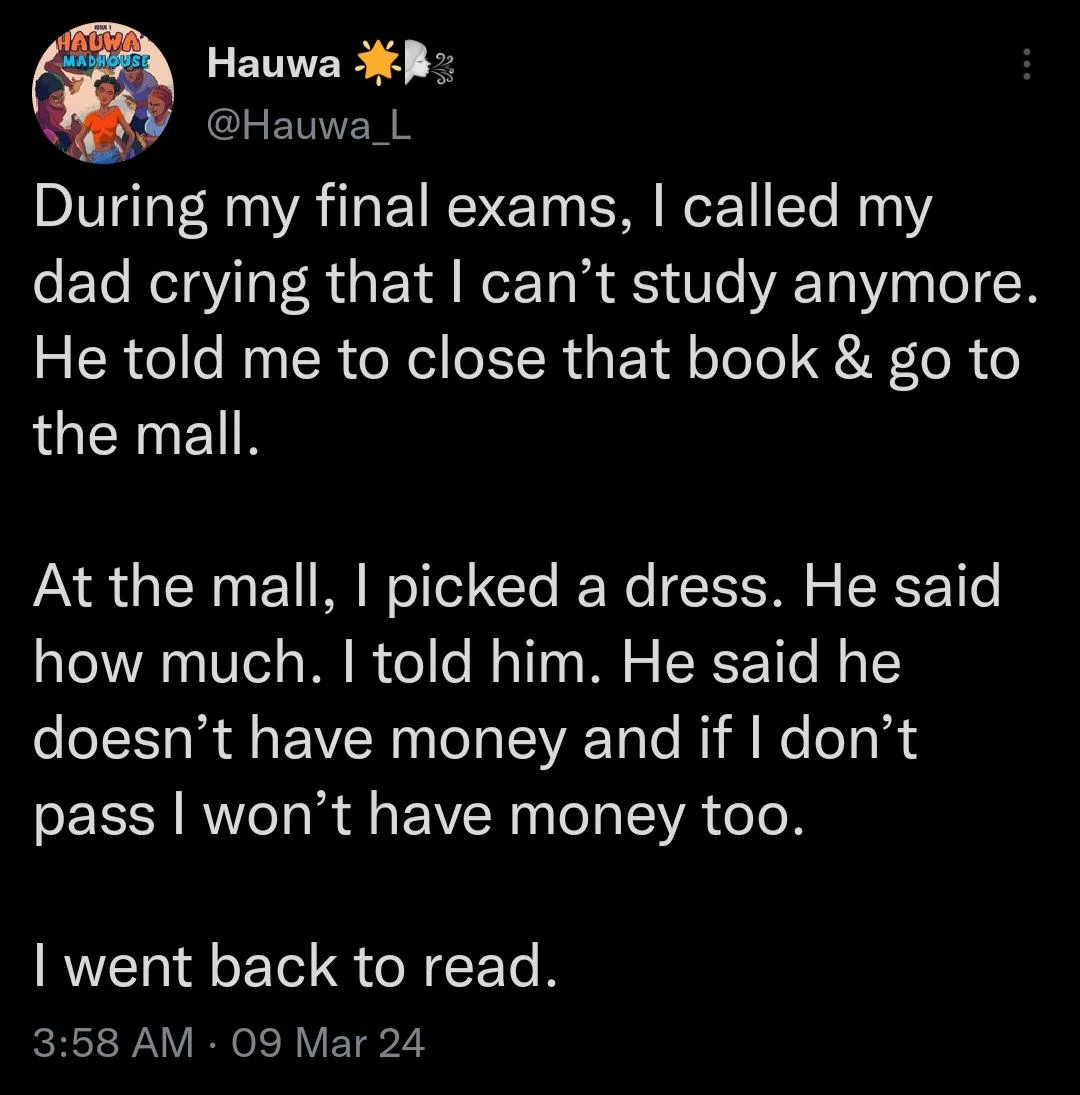 ISSUE 1
HAUWA
MADHOUSE
Hauwa 🌟🌬️
@Hauwa_L
During my final exams, I called my
dad crying that I can’t study anymore.
He told me to close that book & go to
the mall.
At the mall, I picked a dress. He said
how much. I told him. He said he
doesn’t have money and if I don’t
pass I won’t have money too.
I went back to read.
3:58 AM · 09 Mar 24